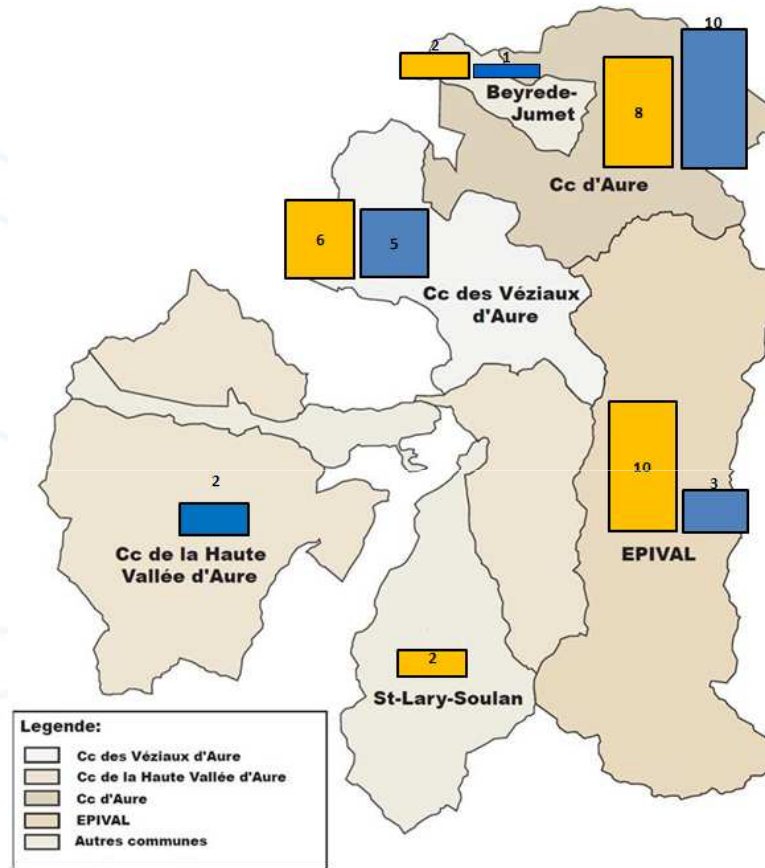 10
2
1
Beyrede-
Jumet
8
Cc d'Aure
6
5
Cc des Véziaux
d'Aure
10
3
2
Cc de la Haute
Vallée d'Aure
EPIVAL
2
St-Lary-Soulan
Legende:
Cc des Véziaux d'Aure
Cc de la Haute Vallée d'Aure
Cc d'Aure
EPIVAL
Autres communes